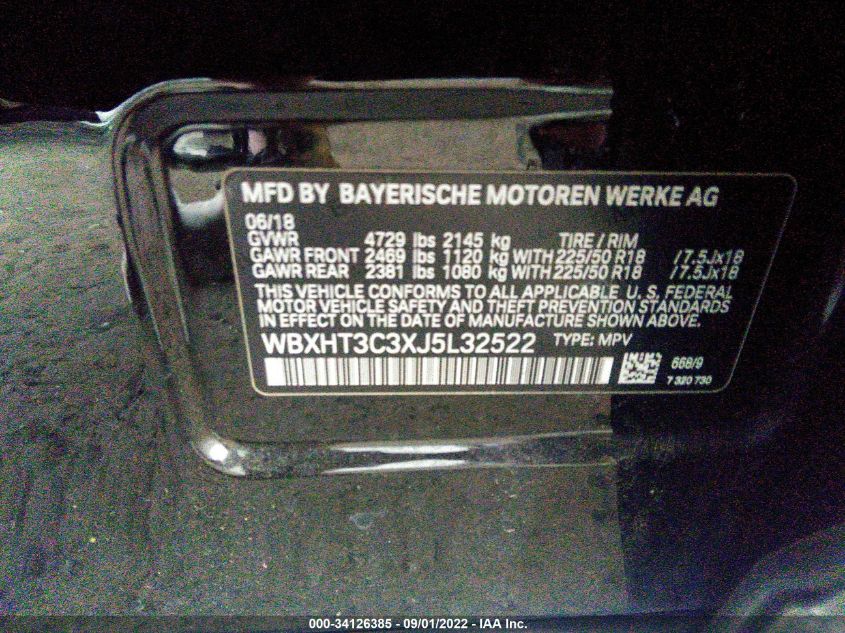 MFD BY BAYERISCHE MOTOREN WERKE AG
06/18
GVWR 4729 lbs 2145 kg TIRE / RIM
GAWR FRONT 2469 lbs 1120 kg WITH 225/50 R18 / 7.5Jx18
GAWR REAR 2381 lbs 1080 kg WITH 225/50 R18 / 7.5Jx18
THIS VEHICLE CONFORMS TO ALL APPLICABLE U. S. FEDERAL
MOTOR VEHICLE SAFETY AND THEFT PREVENTION STANDARDS
IN EFFECT ON THE DATE OF MANUFACTURE SHOWN ABOVE.
WBXHT3C3XJ5L32522 TYPE: MPV
668/9
7 320 730
000-34126385 - 09/01/2022 - IAA Inc.